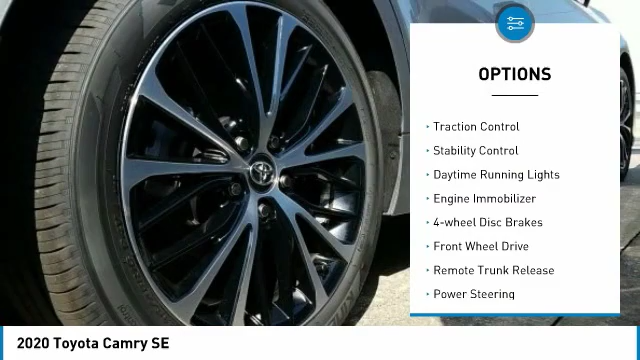 OPTIONS
· Traction Control
· Stability Control
· Daytime Running Lights
· Engine Immobilizer
· 4-wheel Disc Brakes
· Front Wheel Drive
· Remote Trunk Release
· Power Steering
2020 Toyota Camry SE